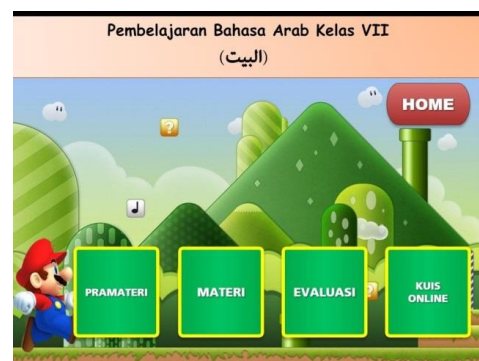 Pembelajaran Bahasa Arab Kelas VII
(البيت)
HOME
?
PRAMATERI
MATERI
EVALUASI
KUIS
ONLINE